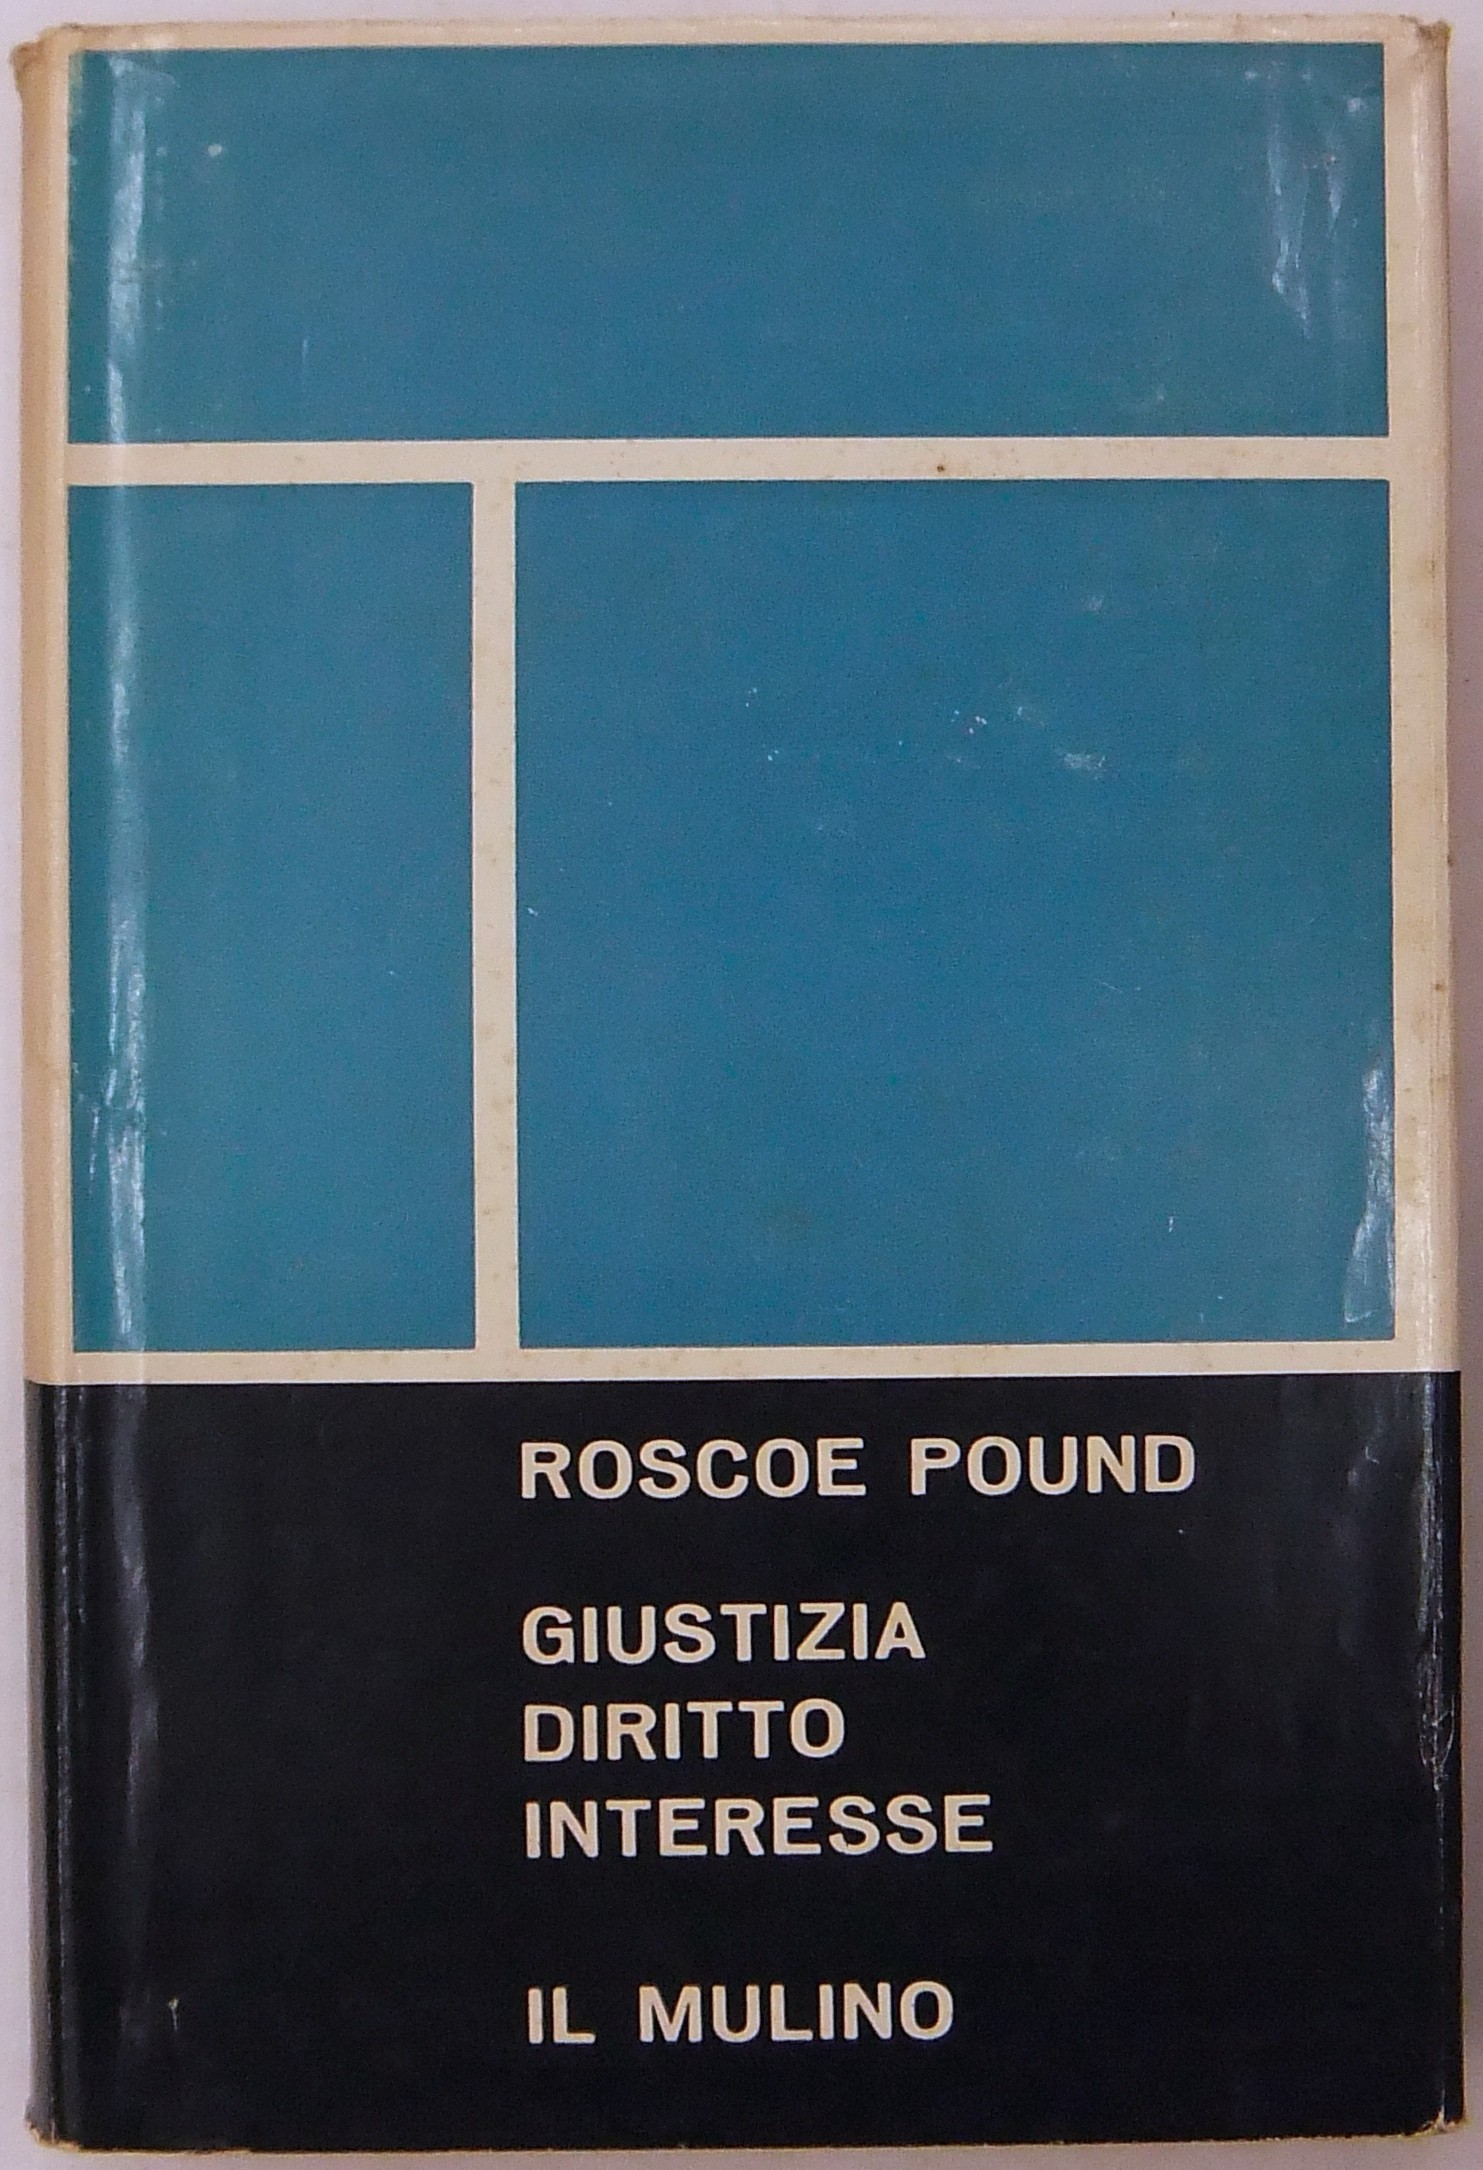 ROSCOE POUND
GIUSTIZIA
DIRITTO
INTERESSE
IL MULINO